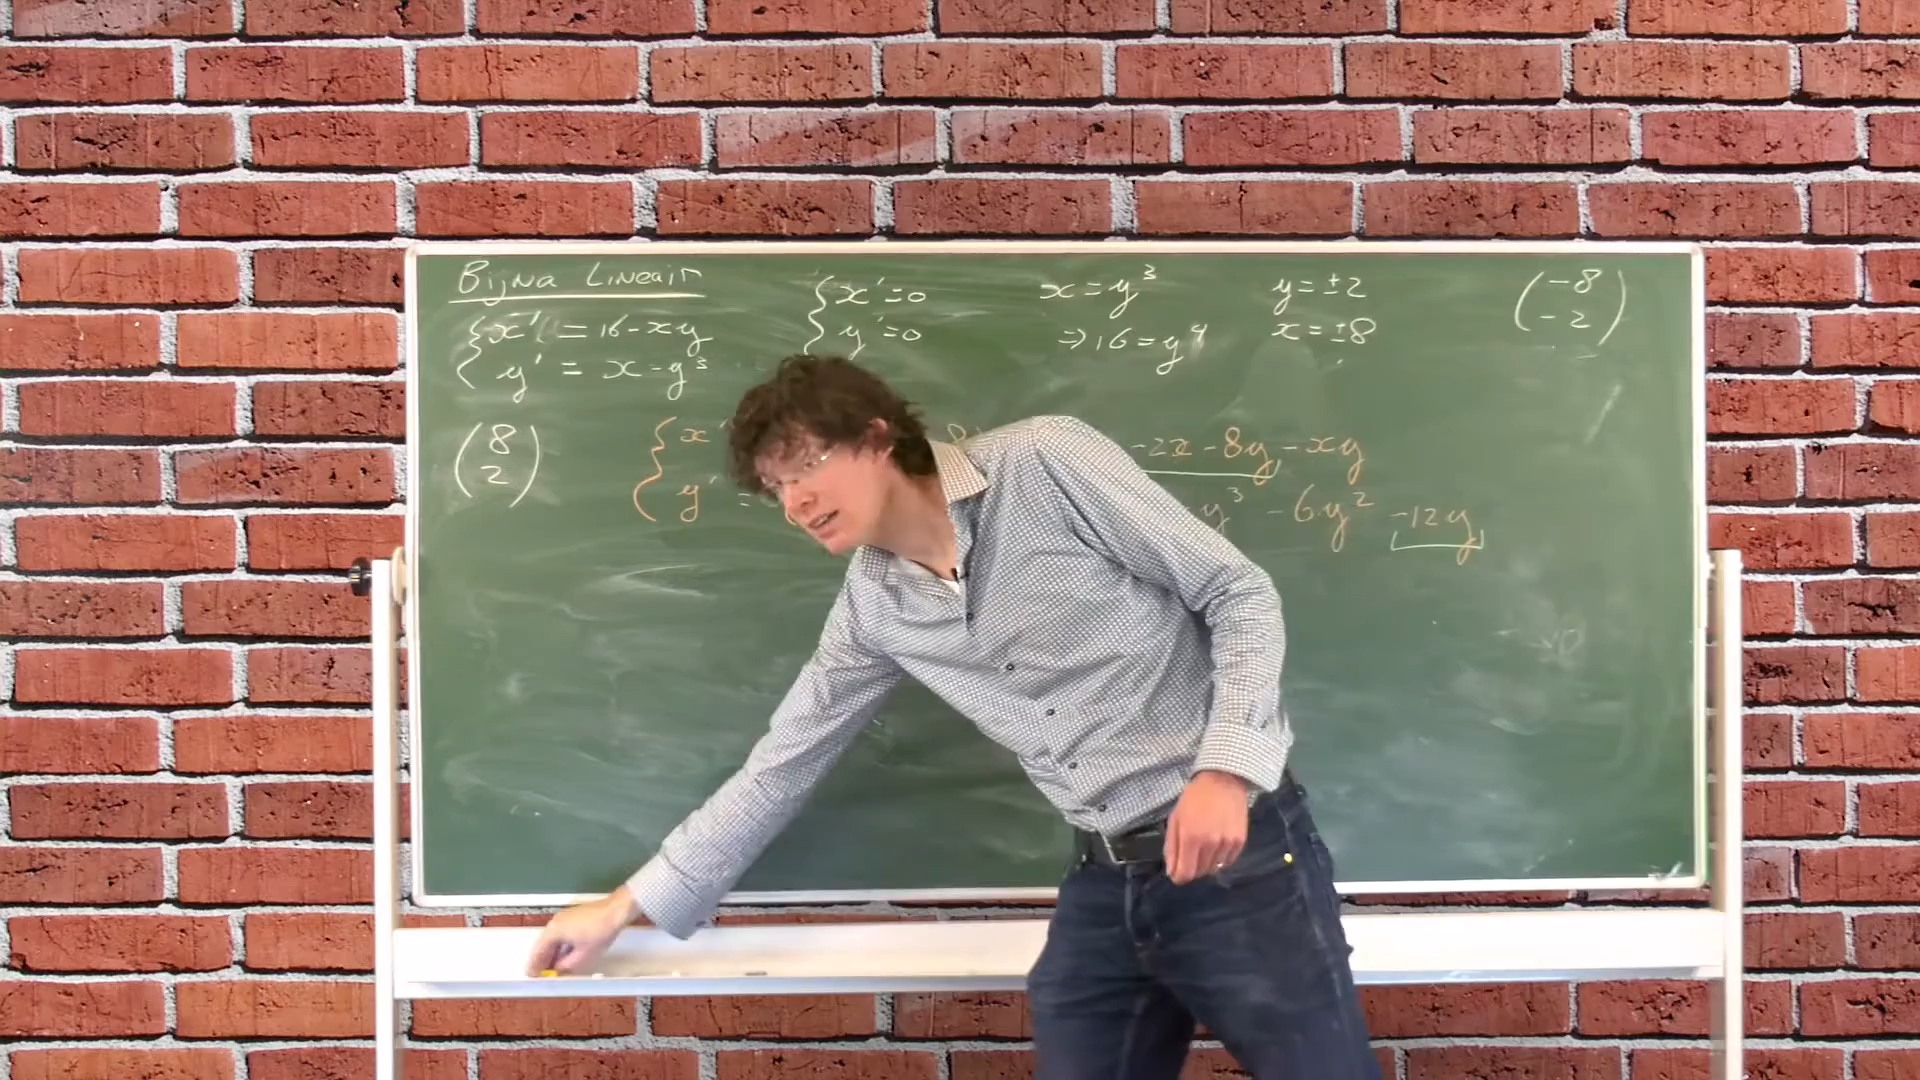 Bijna Lineair
{x' = 16 - xy
y' = x - y³
{x' = 0
y' = 0
x = y³
⇒ 16 = y⁴
y = ±2
x = ±8
(-8
-2)
(8
2)
{x' -2x - 8y - xy
y' = y³ - 6y² - 12y